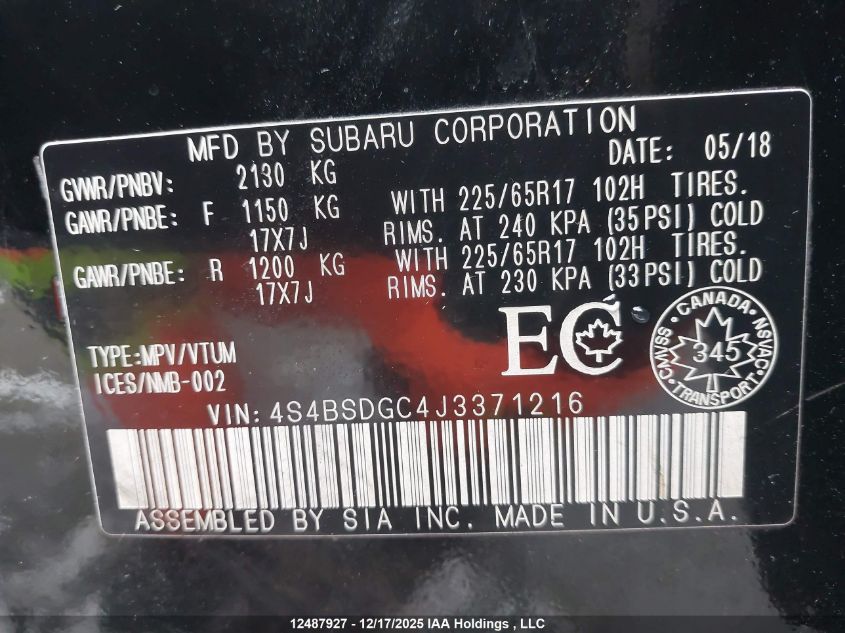 MFD BY SUBARU CORPORATION
DATE: 05/18
GVWR/PNBV: 2130 KG
GAWR/PNBE: F 1150 KG WITH 225/65R17 102H TIRES.
17X7J RIMS. AT 240 KPA (35PSI) COLD
GAWR/PNBE: R 1200 KG WITH 225/65R17 102H TIRES.
17X7J RIMS. AT 230 KPA (33PSI) COLD
EC
CANADA
CMVSS NSVAC
345
TRANSPORT
TYPE:MPV/VTUM
ICES/NMB-002
VIN: 4S4BSDGC4J3371216
ASSEMBLED BY SIA INC. MADE IN U.S.A.
12487927 - 12/17/2025 IAA Holdings , LLC